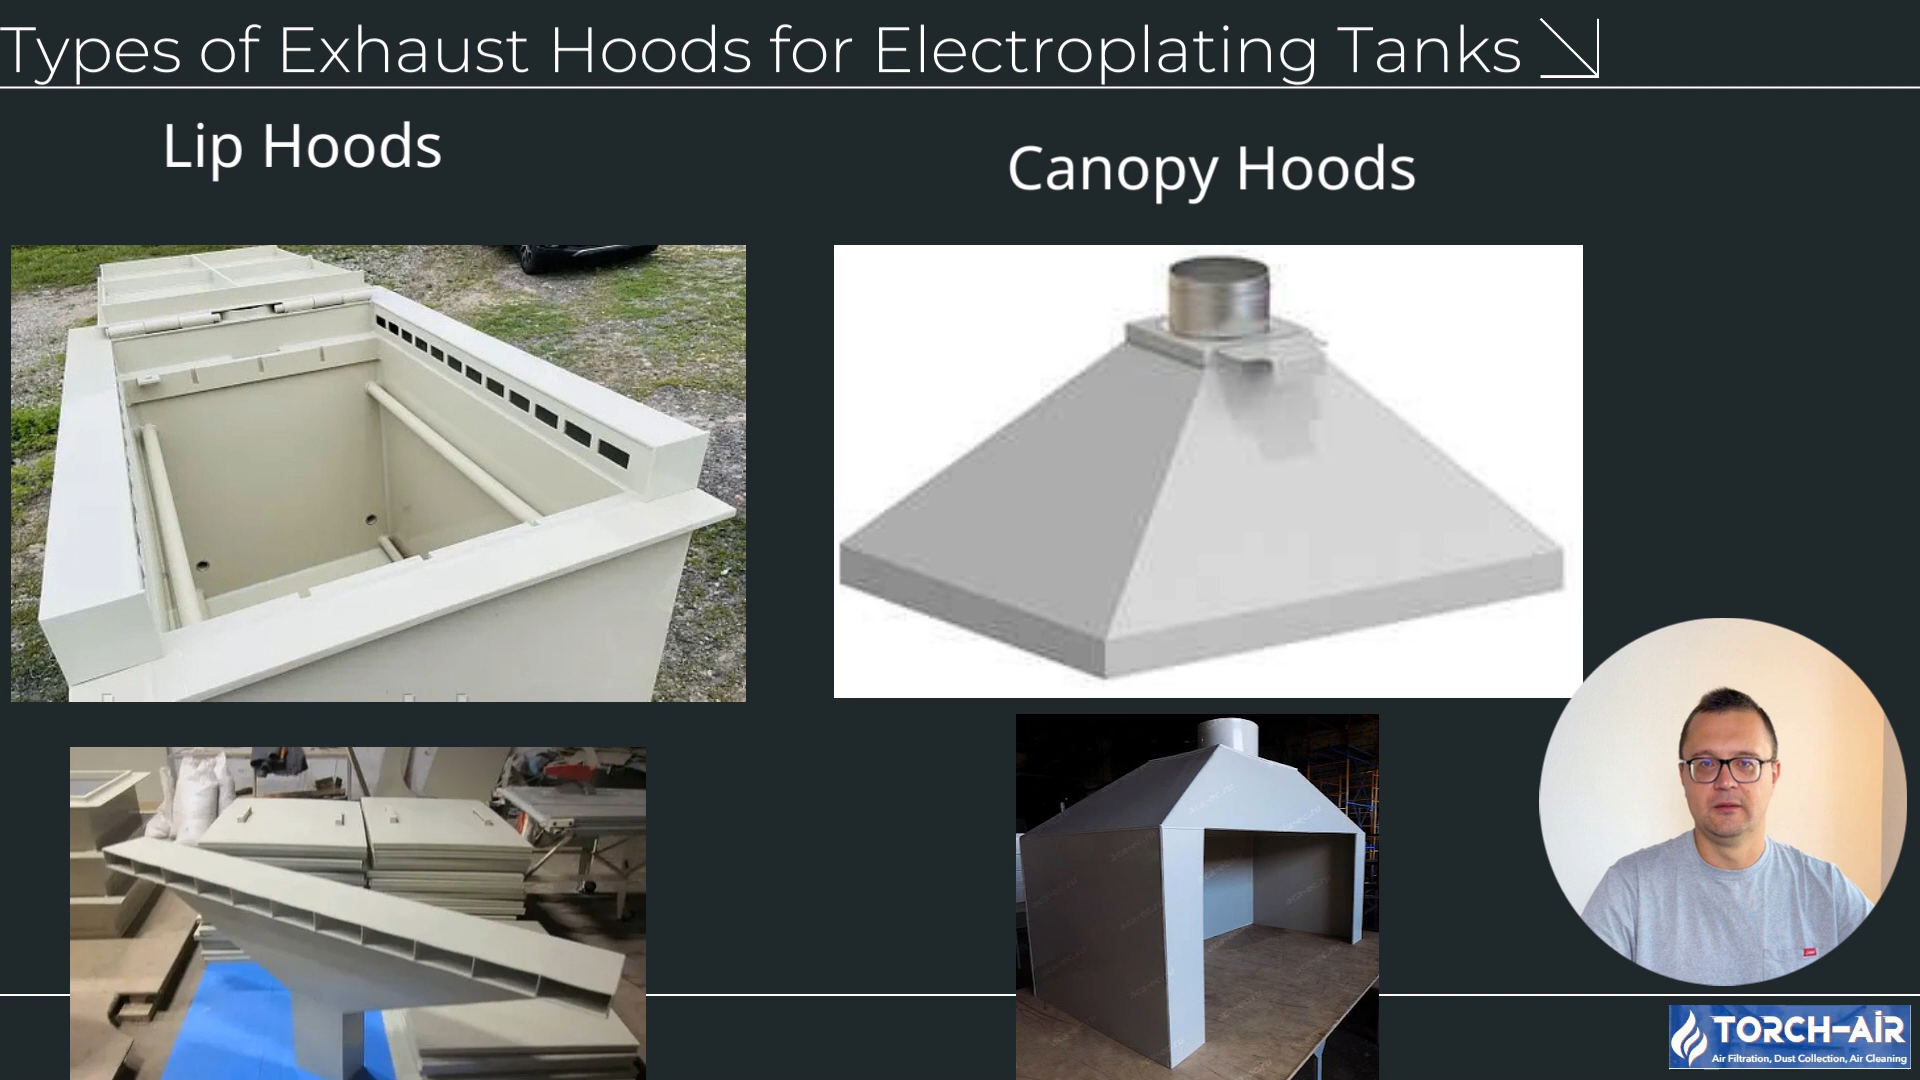 Types of Exhaust Hoods for Electroplating Tanks
Lip Hoods
Canopy Hoods
TORCH-AIR
Air Filtration, Dust Collection, Air Cleaning